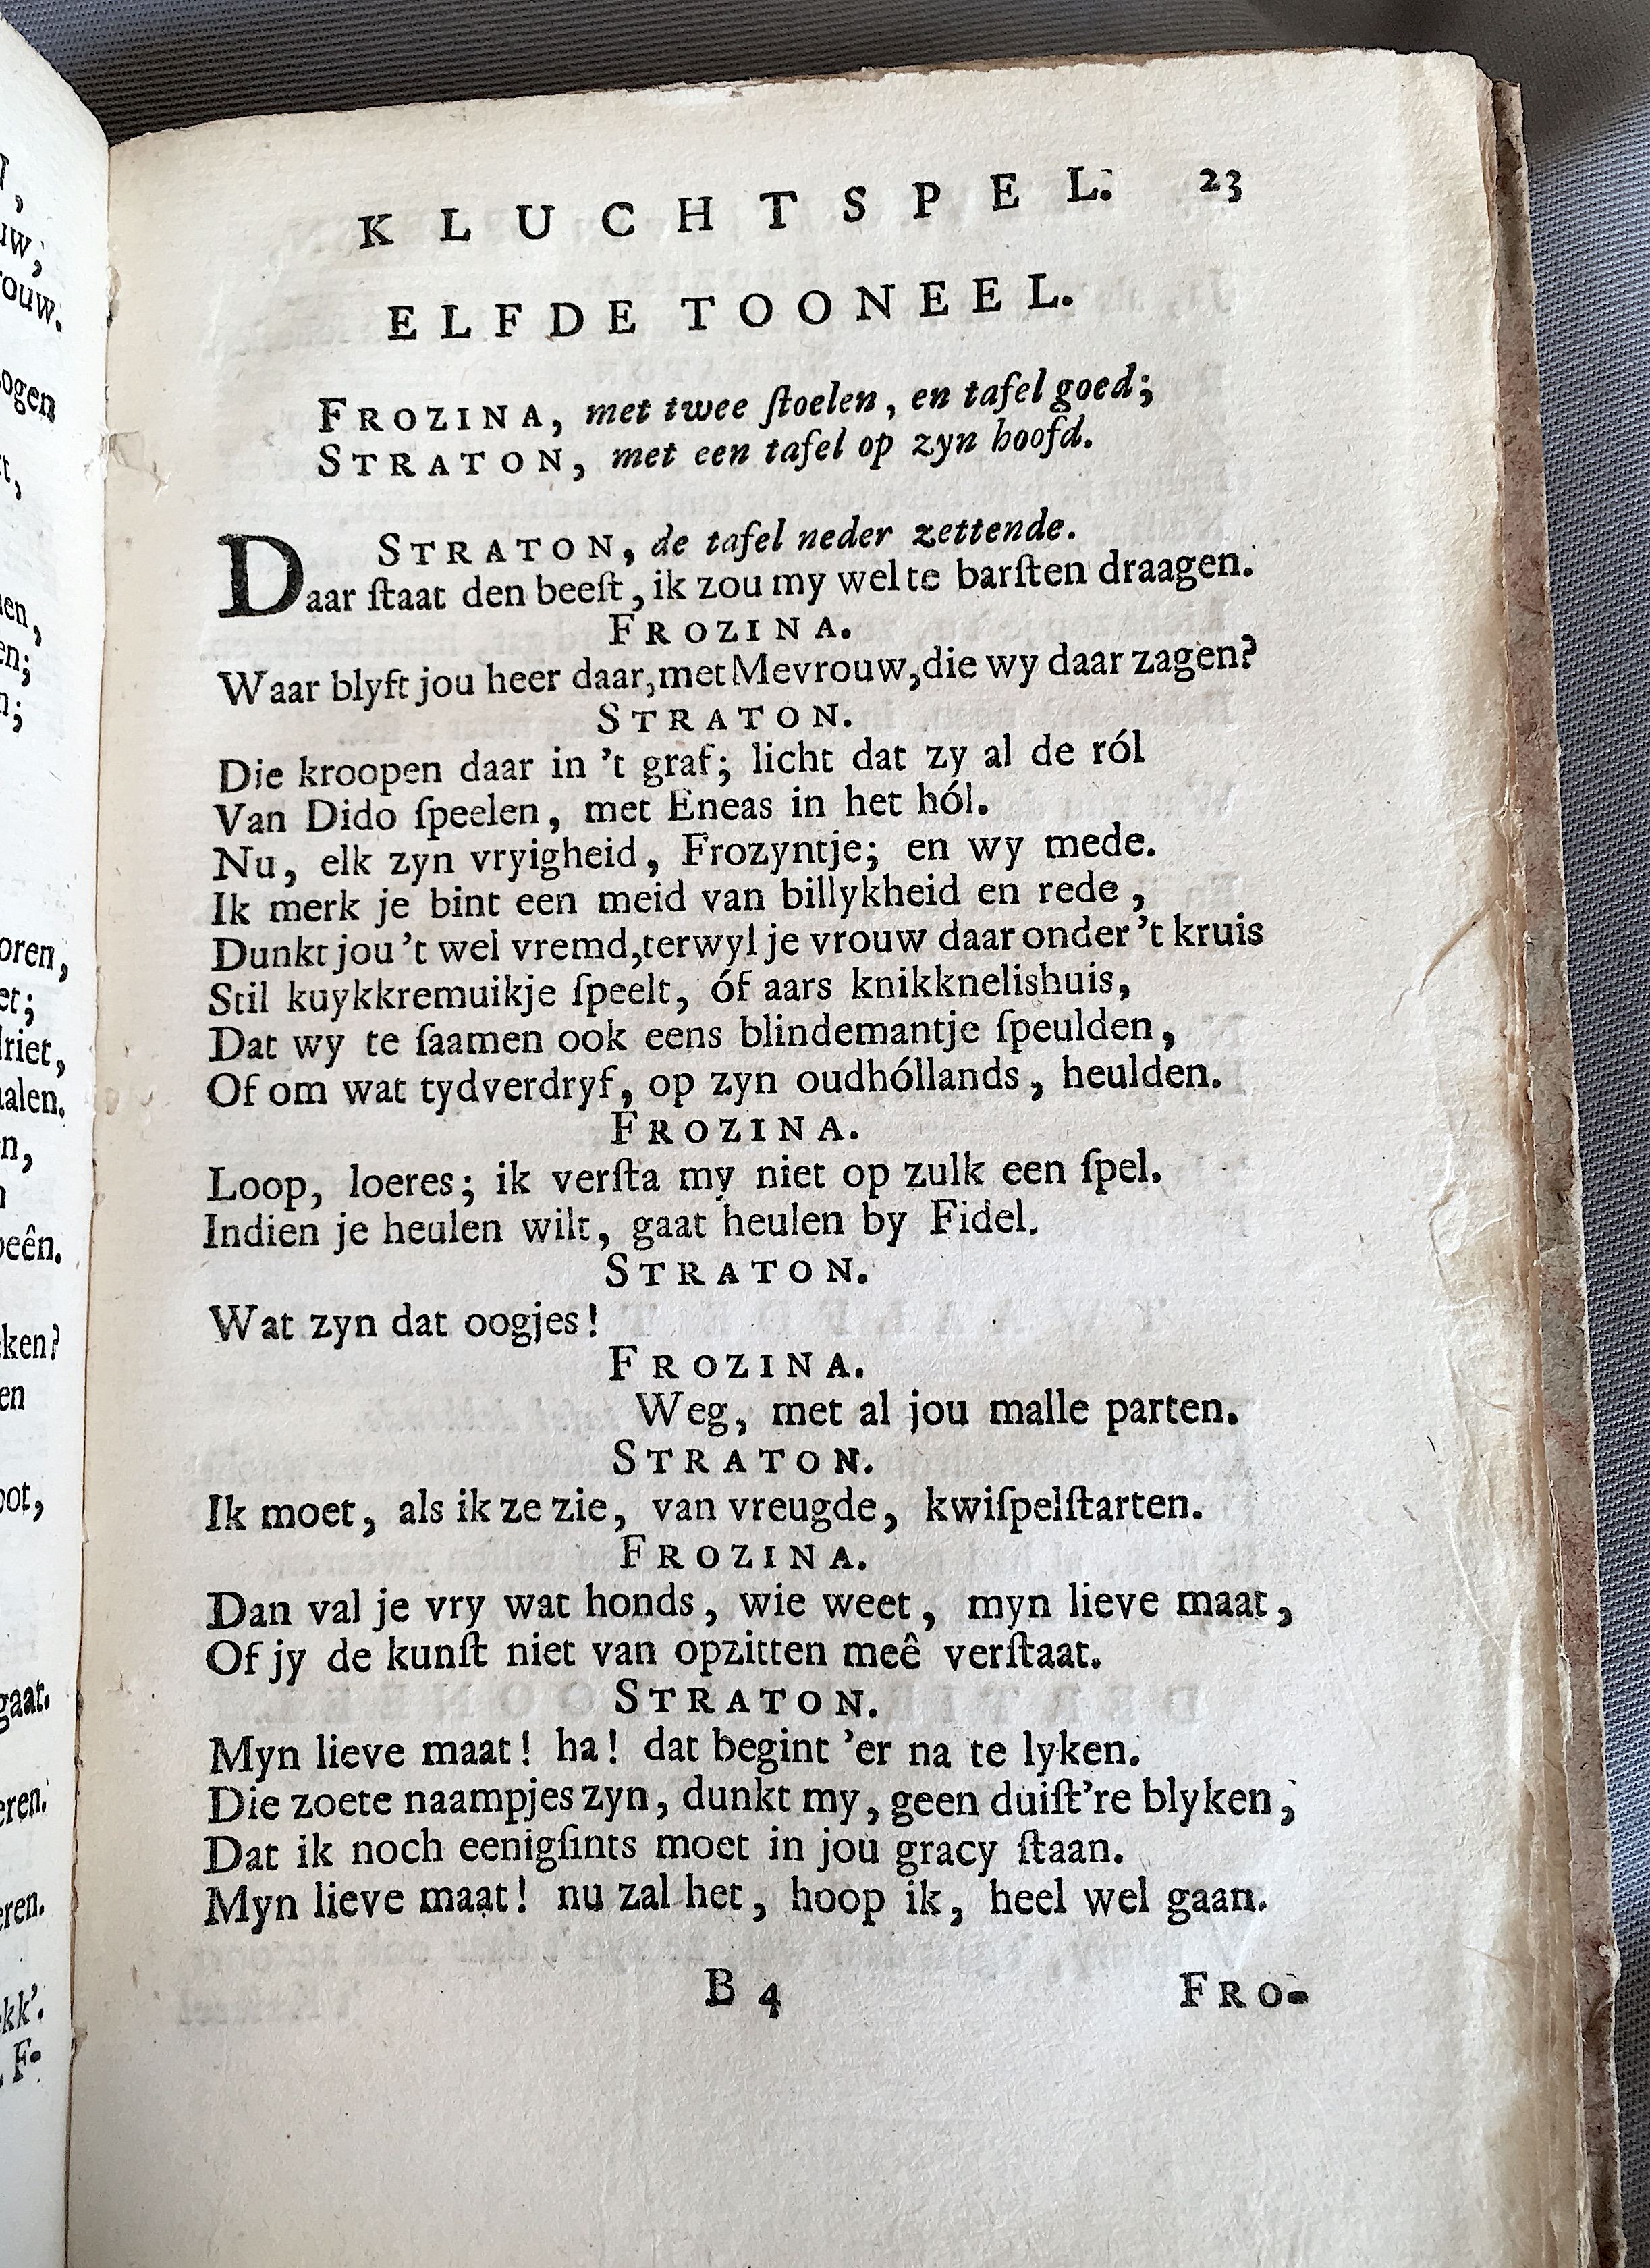 KLUCHTSPEL. 23
ELFDE TOONEEL.
FROZINA, met twee ſtoelen, en tafel goed;
STRATON, met een tafel op zyn hoofd.
STRATON, de tafel neder zettende.
Daar ſtaat den beeſt, ik zou my wel te barſten draagen.
FROZINA.
Waar blyft jou heer daar, met Mevrouw, die wy daar zagen?
STRATON.
Die kroopen daar in 't graf; licht dat zy al de ról
Van Dido ſpeelen, met Eneas in het hól.
Nu, elk zyn vryigheid, Frozyntje; en wy mede.
Ik merk je bint een meid van billykheid en rede,
Dunkt jou 't wel vremd, terwyl je vrouw daar onder 't kruis
Stil kuykkremuikje ſpeelt, óf aars knikknelishuis,
Dat wy te ſaamen ook eens blindemantje ſpeulden,
Of om wat tydverdryf, op zyn oudhóllands, heulden.
FROZINA.
Loop, loeres; ik verſta my niet op zulk een ſpel.
Indien je heulen wilt, gaat heulen by Fidel.
STRATON.
Wat zyn dat oogjes!
FROZINA.
Weg, met al jou malle parten.
STRATON.
Ik moet, als ik ze zie, van vreugde, kwiſpelſtarten.
FROZINA.
Dan val je vry wat honds, wie weet, myn lieve maat,
Of jy de kunſt niet van opzitten meê verſtaat.
STRATON.
Myn lieve maat! ha! dat begint 'er na te lyken.
Die zoete naampjes zyn, dunkt my, geen duiſt're blyken,
Dat ik noch eenigſints moet in jou gracy ſtaan.
Myn lieve maat! nu zal het, hoop ik, heel wel gaan.
B 4 FRO-